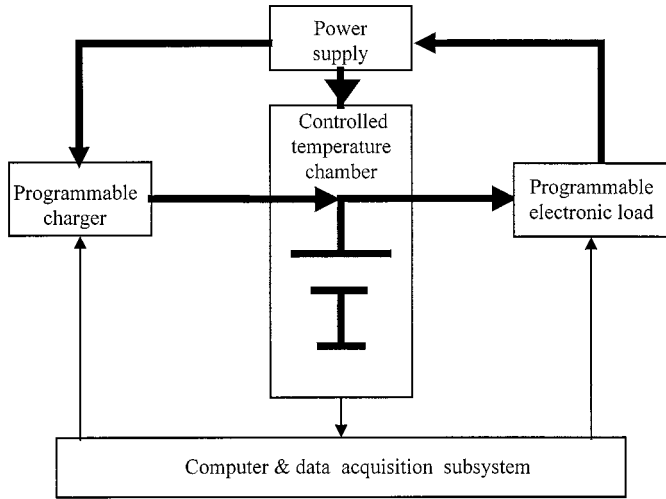 Power
supply
Controlled
temperature
chamber
Programmable
charger
Programmable
electronic load
Computer & data acquisition subsystem